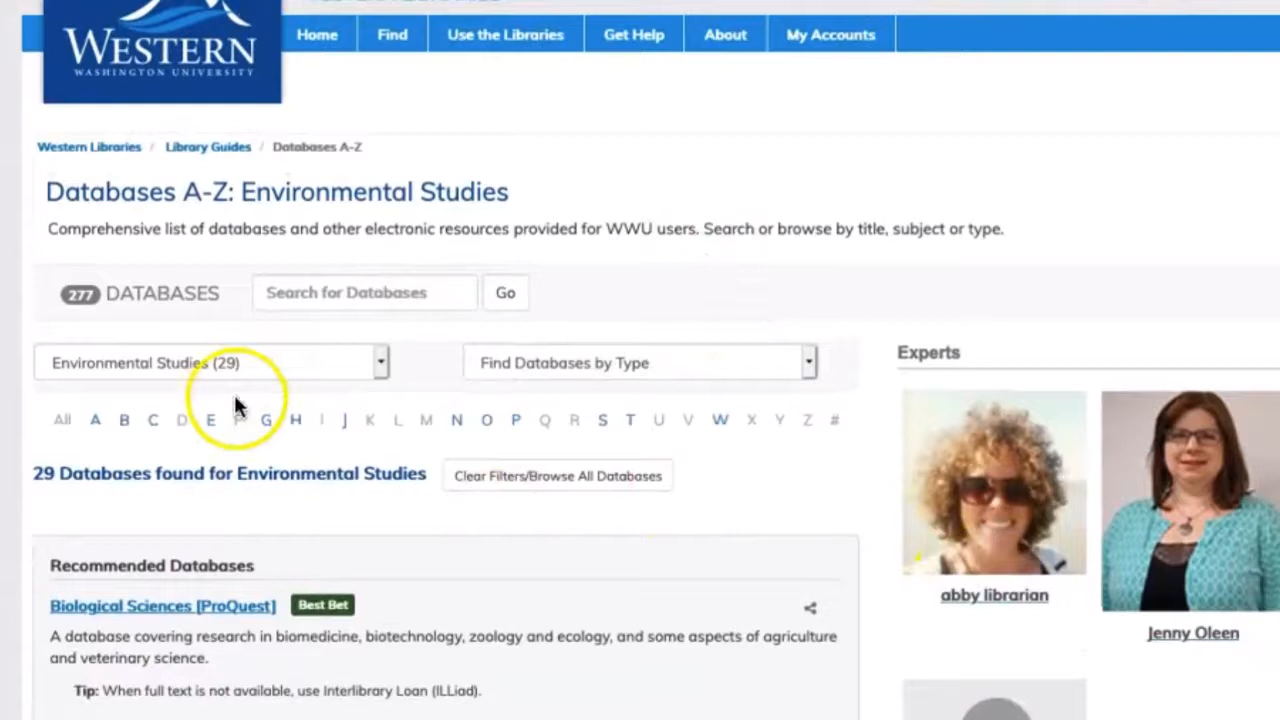 WESTERN
WASHINGTON UNIVERSITY
Home Find Use the Libraries Get Help About My Accounts
Western Libraries / Library Guides / Databases A-Z
Databases A-Z: Environmental Studies
Comprehensive list of databases and other electronic resources provided for WWU users. Search or browse by title, subject or type.
277 DATABASES Search for Databases Go
Environmental Studies (29) Find Databases by Type
Experts
All A B C D E F G H I J K L M N O P Q R S T U V W X Y Z #
29 Databases found for Environmental Studies Clear Filters/Browse All Databases
Recommended Databases
Biological Sciences [ProQuest] Best Bet
abby librarian
A database covering research in biomedicine, biotechnology, zoology and ecology, and some aspects of agriculture
Jenny Oleen
and veterinary science.
Tip: When full text is not available, use Interlibrary Loan (ILLiad).